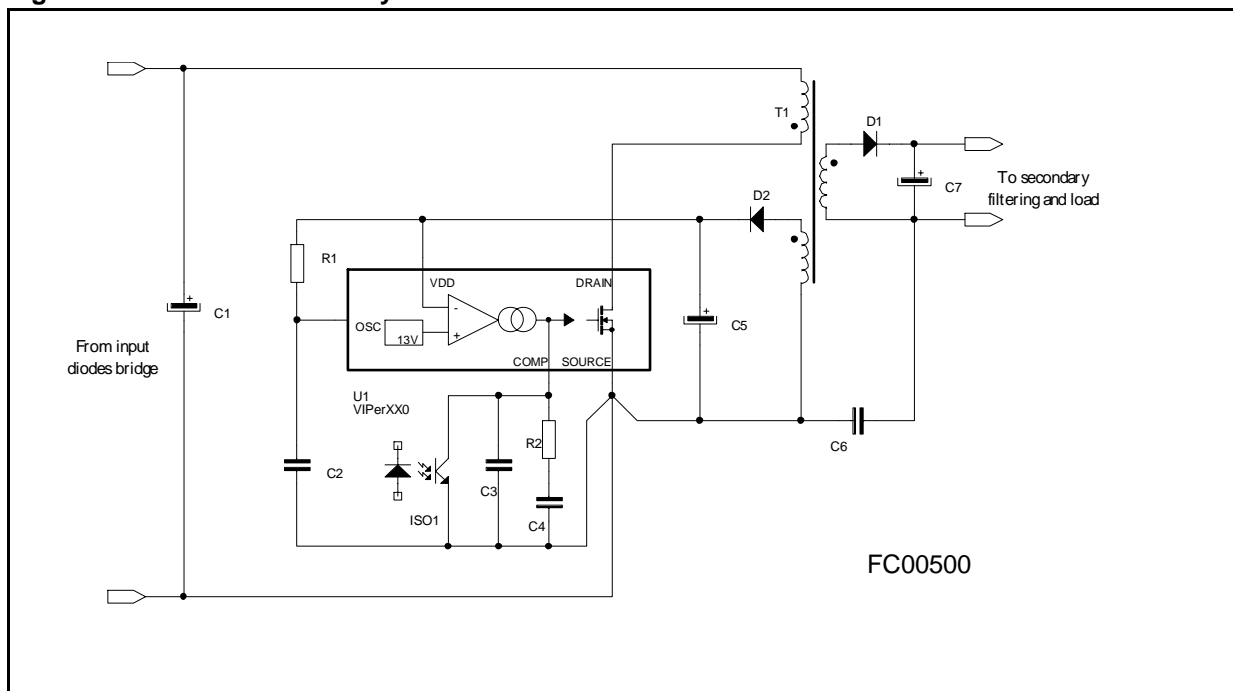 T1
D1
+
C7
To secondary
filtering and load
D2
R1
VDD
DRAIN
+
C1
OSC
13V
-
+
+
C5
From input
diodes bridge
COMP
SOURCE
U1
VIPerXX0
R2
C6
C2
C3
ISO1
C4
FC00500